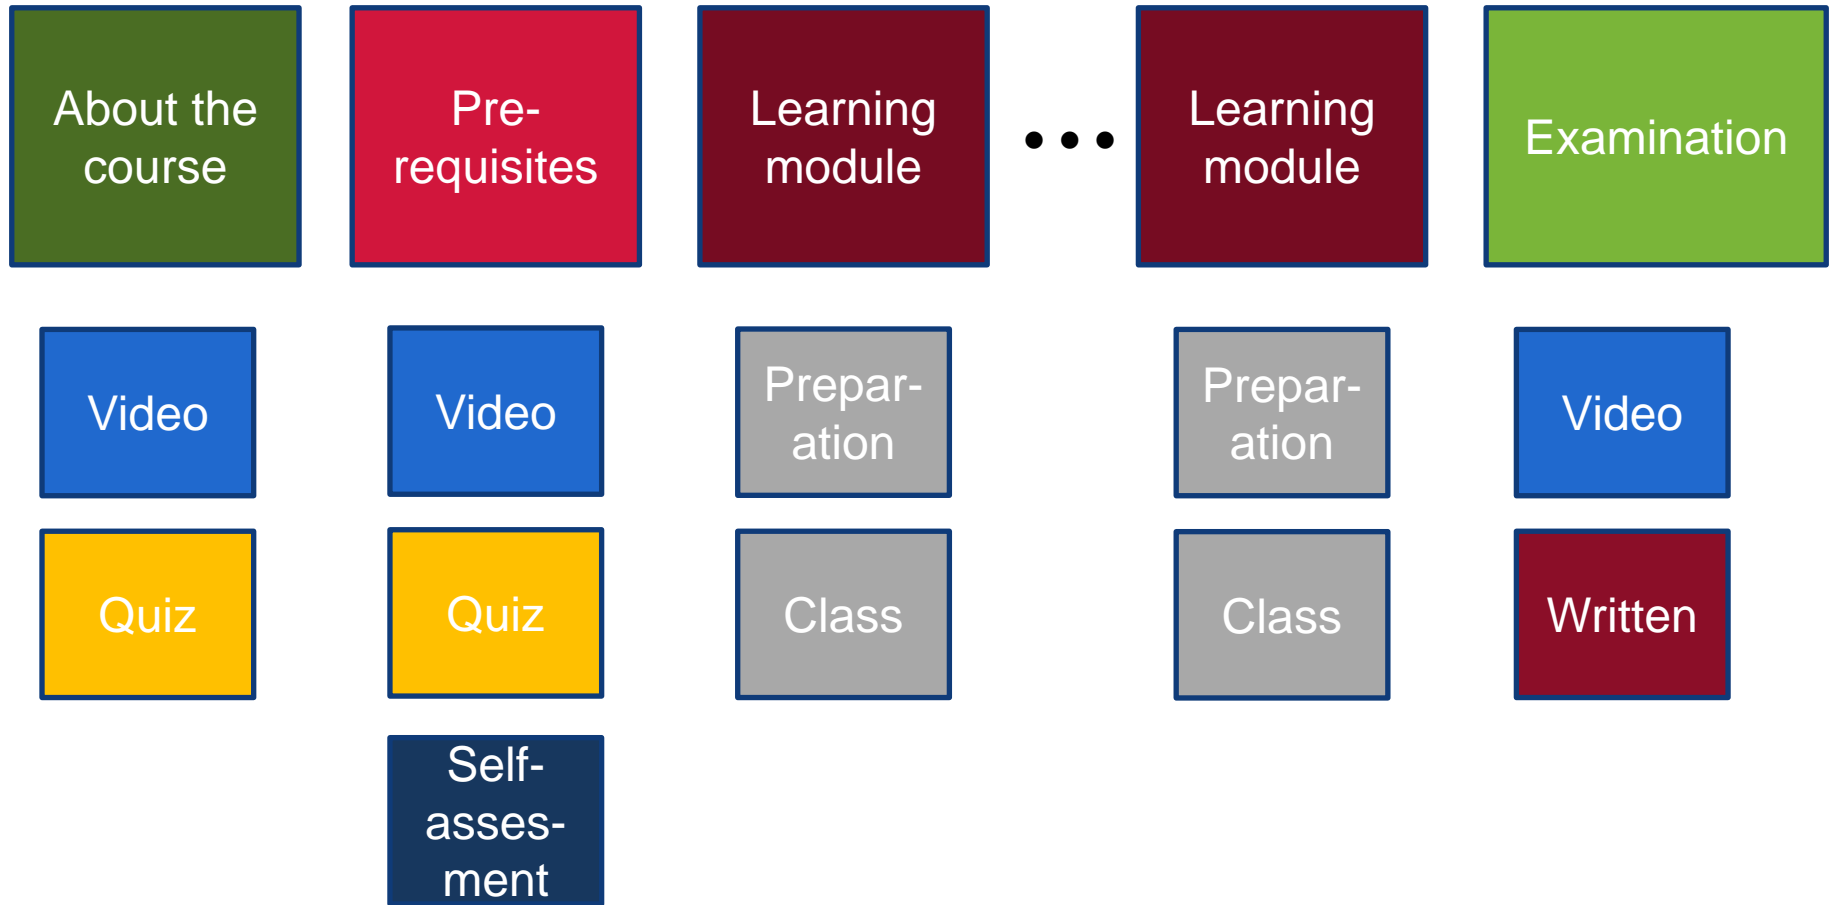 About the
course
Pre-
requisites
Learning
module
•••
Learning
module
Examination
Video
Video
Prepar-
ation
Prepar-
ation
Video
Quiz
Quiz
Class
Class
Written
Self-
asses-
ment